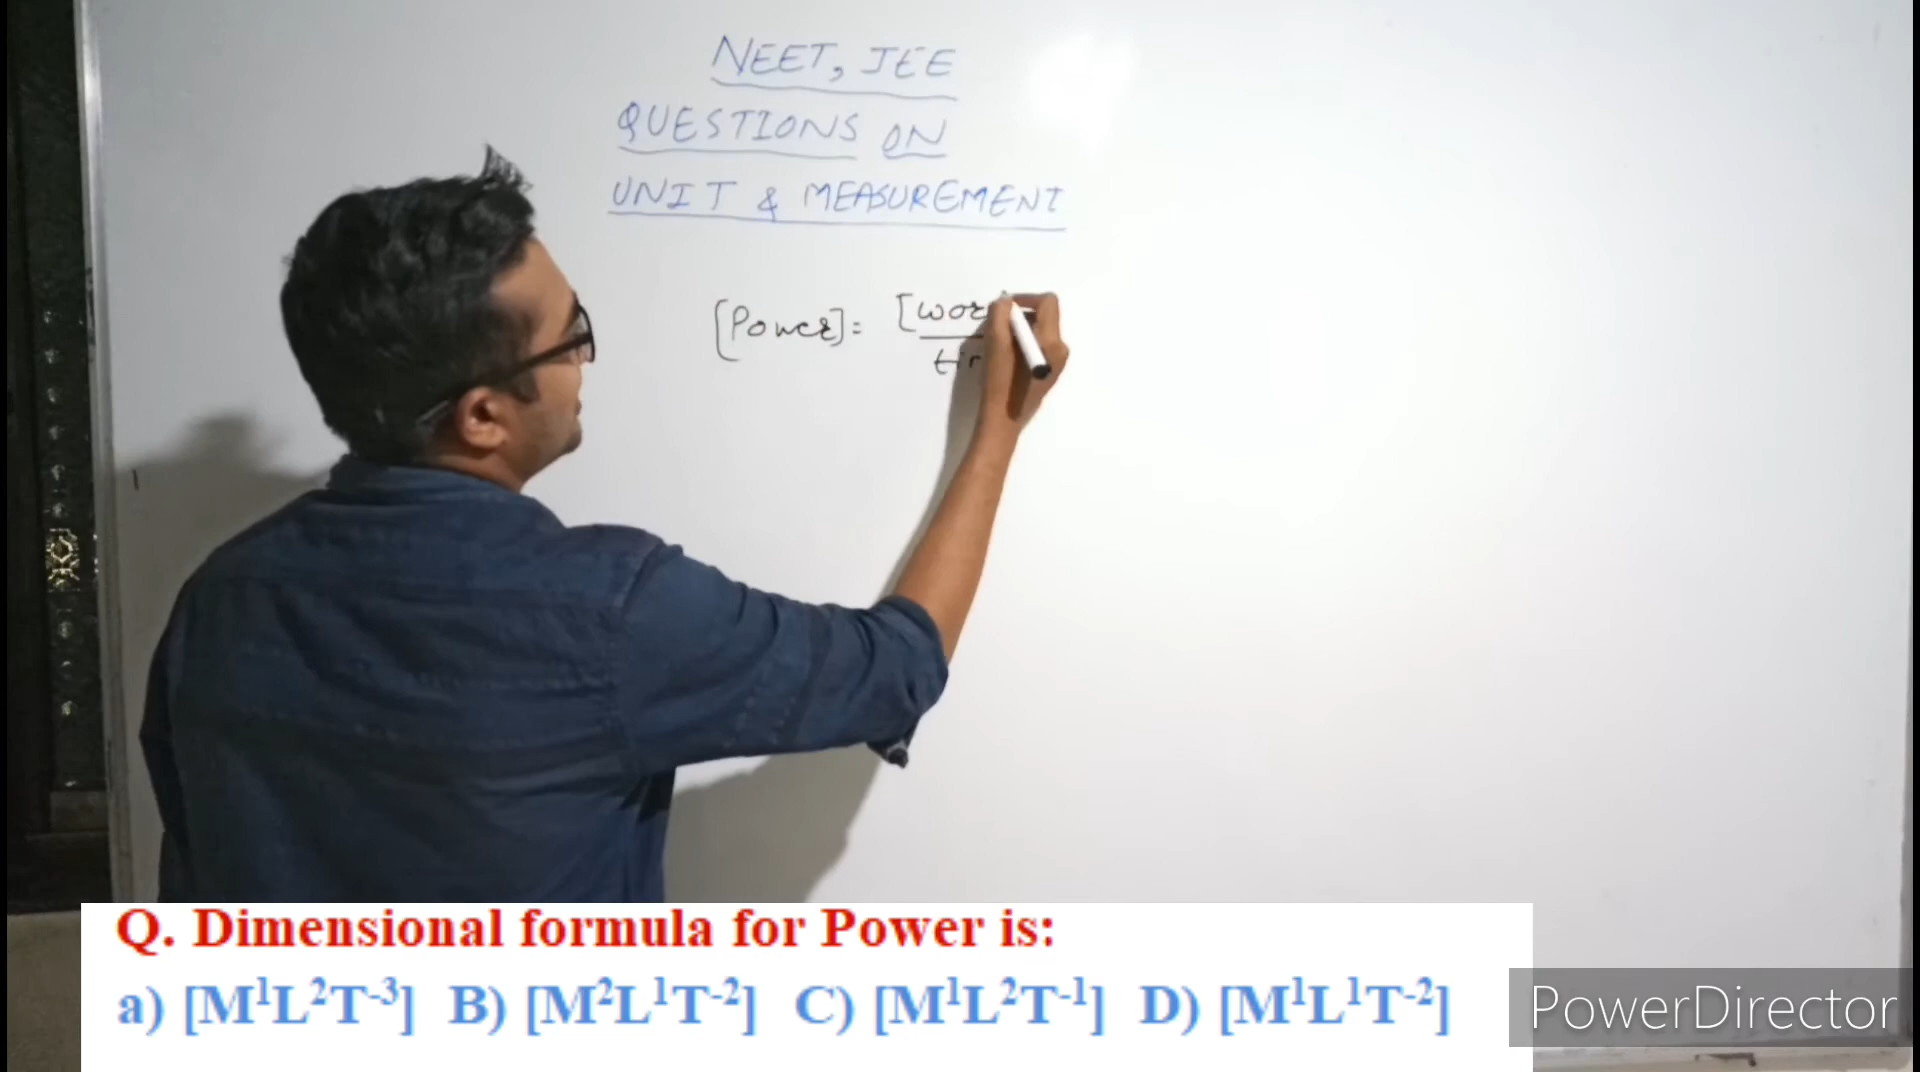 NEET, JEE
QUESTIONS ON
UNIT & MEASUREMENT
[Power] =
Q. Dimensional formula for Power is:
a) [M¹L²T⁻³] B) [M²L¹T⁻²] C) [M¹L²T⁻¹] D) [M¹L¹T⁻²]
PowerDirector